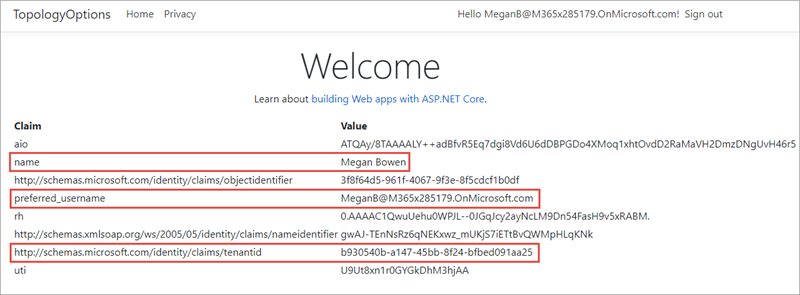 TopologyOptions Home Privacy Hello MeganB@M365x285179.OnMicrosoft.com! Sign out
Welcome
Learn about building Web apps with ASP.NET Core.
Claim Value
aio ATQAy/8TAAAALY++adBfvR5Eq7dgi8Vd6U6dDBPGDo4XMoq1xhtOvdD2RaMaVH2DmzDNgUvH46r5
name Megan Bowen
http://schemas.microsoft.com/identity/claims/objectidentifier 3f8f64d5-961f-4067-9f3e-8f5cdcf1b0df
preferred_username MeganB@M365x285179.OnMicrosoft.com
rh 0.AAAAC1QwuUehu0WPJL--0JGqJcy2ayNcLM9Dn54FasH9v5xRABM.
http://schemas.xmlsoap.org/ws/2005/05/identity/claims/nameidentifier gwAJ-TEnNsRz6qNEKxwz_mUKjS7iETtBvQWMpHLqKNk
http://schemas.microsoft.com/identity/claims/tenantid b930540b-a147-45bb-8f24-bfbed091aa25
uti U9Ut8xn1r0GYGkDhM3hjAA